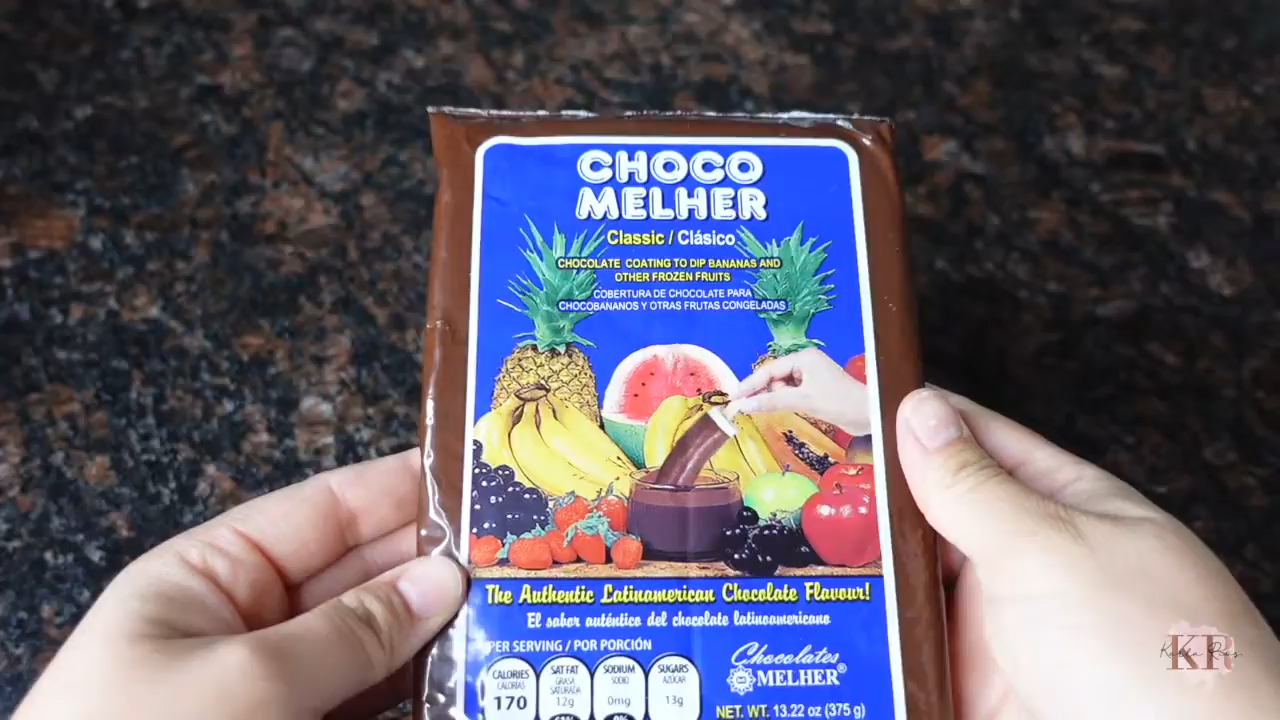 CHOCO
MELHER
Classic / Clásico
CHOCOLATE COATING TO DIP BANANAS AND
OTHER FROZEN FRUITS
COBERTURA DE CHOCOLATE PARA
CHOCOBANANOS Y OTRAS FRUTAS CONGELADAS
The Authentic Latinamerican Chocolate Flavour!
El sabor auténtico del chocolate latinoamericano
PER SERVING / POR PORCIÓN
CALORIES
CALORÍAS
170
SAT FAT
GRASA
SATURADA
12g
SODIUM
SODIO
0mg
SUGARS
AZÚCAR
13g
Chocolates
MELHER®
NET. WT. 13.22 oz (375 g)
KR